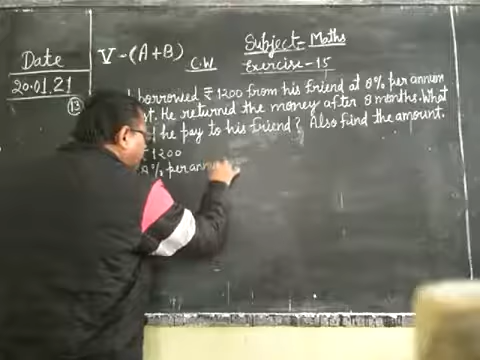 Date
20.01.21
V-(A+B)
C.W
Subject= Maths
Exercise-15
13
borrowed ₹ 1200 from his friend at 8% per annum
He returned the money after 8 months. What
he pay to his friend? Also find the amount.
1200
% per ann